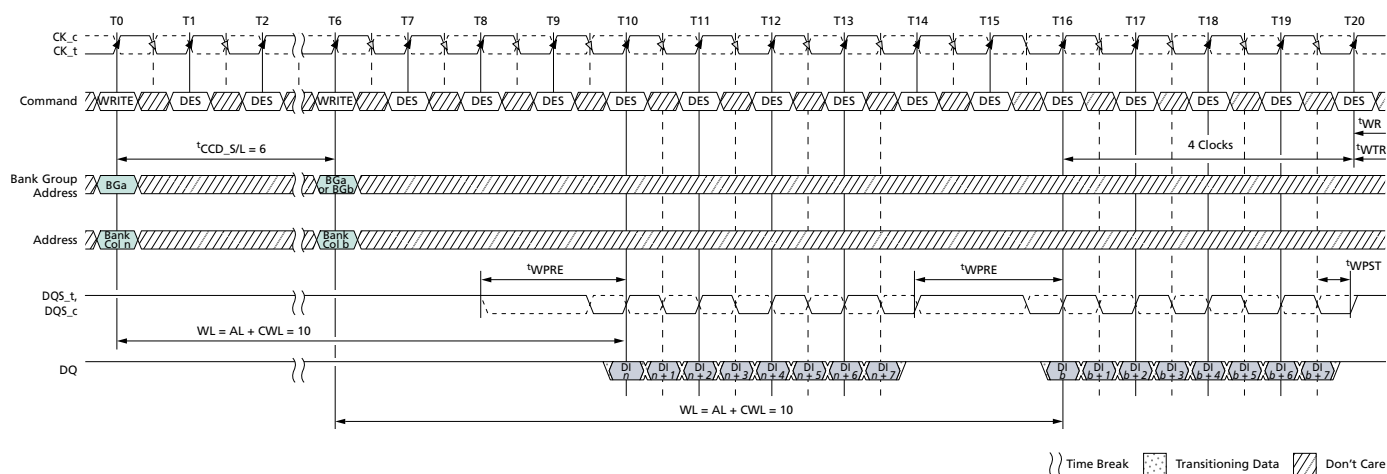 T0 T1 T2 T6 T7 T8 T9 T10 T11 T12 T13 T14 T15 T16 T17 T18 T19 T20
CK_c
CK_t
Command WRITE DES DES WRITE DES DES DES DES DES DES DES DES DES DES DES DES DES DES
tWR
tCCD_S/L = 6 4 Clocks tWTR
Bank Group
Address
BGa
BGa
or BGb
Address
Bank
Col n
Bank
Col b
tWPRE tWPRE tWPST
DQS_t,
DQS_c
WL = AL + CWL = 10
DQ
DI
n
DI
n + 1
DI
n + 2
DI
n + 3
DI
n + 4
DI
n + 5
DI
n + 6
DI
n + 7
DI
b
DI
b + 1
DI
b + 2
DI
b + 3
DI
b + 4
DI
b + 5
DI
b + 6
DI
b + 7
WL = AL + CWL = 10
Time Break Transitioning Data Don't Care